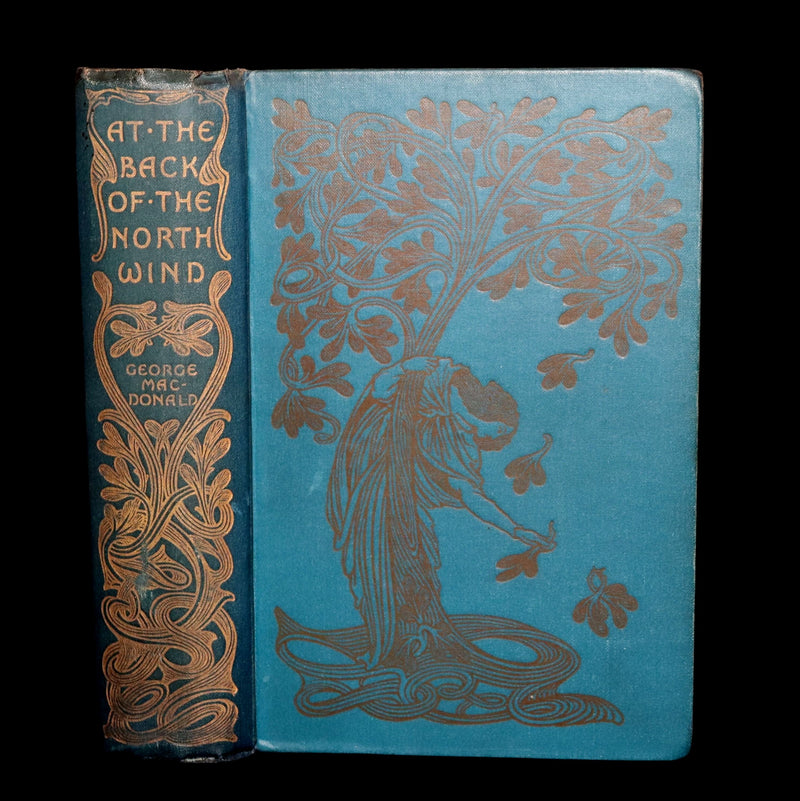 AT·THE
BACK
OF·THE
NORTH
WIND
GEORGE
MAC-
DONALD